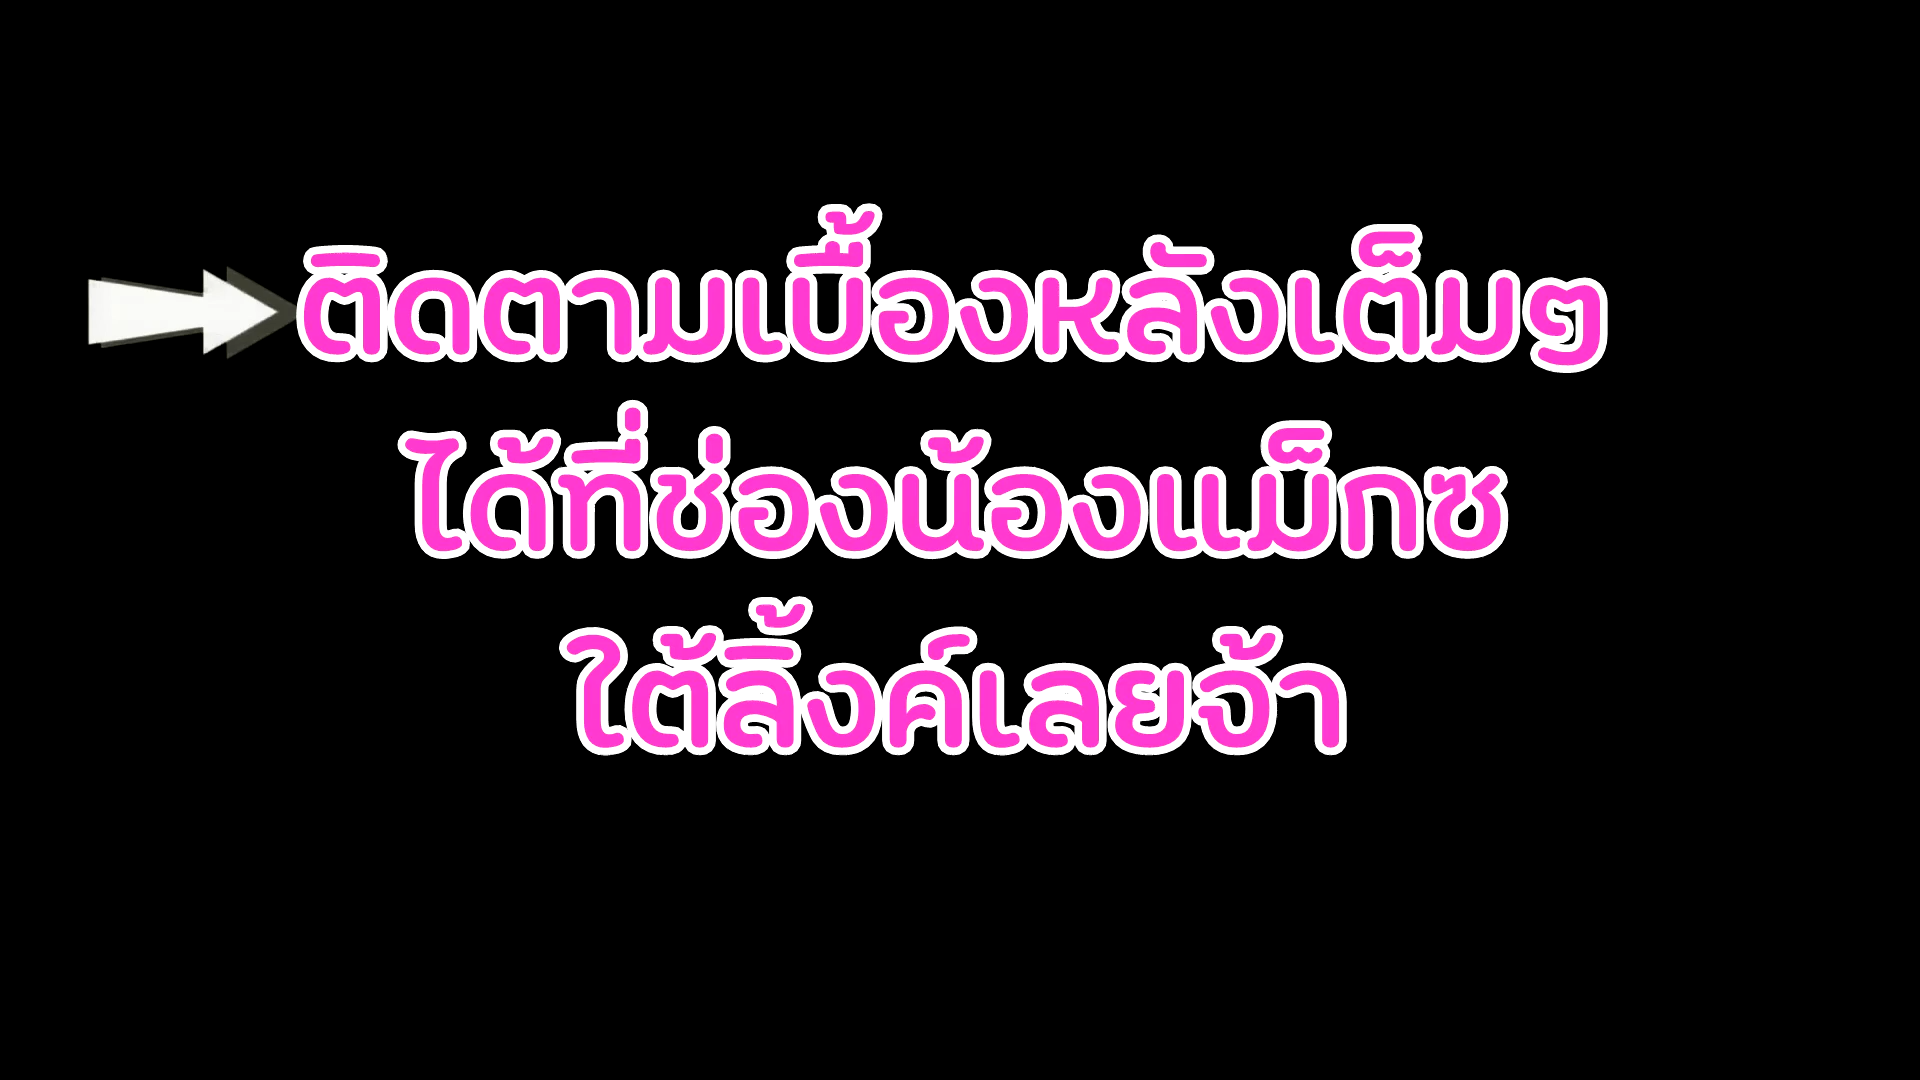 ติดตามเบื้องหลังเต็มๆ
ได้ที่ช่องน้องแม็กซ
ใต้ลิ้งค์เลยจ้า